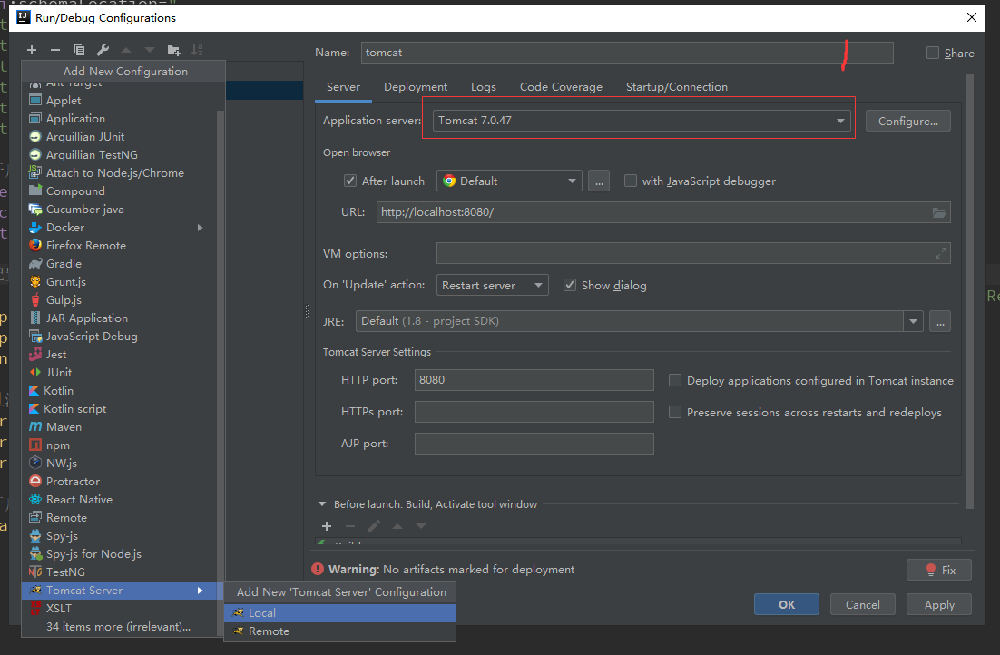 Run/Debug Configurations
Add New Configuration
Ant Target
Applet
Application
Arquillian JUnit
Arquillian TestNG
Attach to Node.js/Chrome
Compound
Cucumber java
Docker
Firefox Remote
Gradle
Grunt.js
Gulp.js
JAR Application
JavaScript Debug
Jest
JUnit
Kotlin
Kotlin script
Maven
npm
NW.js
Protractor
React Native
Remote
Spy-js
Spy-js for Node.js
TestNG
Tomcat Server
XSLT
34 items more (irrelevant)...
Add New 'Tomcat Server' Configuration
Local
Remote
Name: tomcat Share
Server Deployment Logs Code Coverage Startup/Connection
Application server: Tomcat 7.0.47 Configure...
Open browser
After launch Default ... with JavaScript debugger
URL: http://localhost:8080/
VM options:
On 'Update' action: Restart server Show dialog
JRE: Default (1.8 - project SDK) ...
Tomcat Server Settings
HTTP port: 8080 Deploy applications configured in Tomcat instance
HTTPs port: Preserve sessions across restarts and redeploys
AJP port:
Before launch: Build, Activate tool window
Build
Warning: No artifacts marked for deployment Fix
OK Cancel Apply